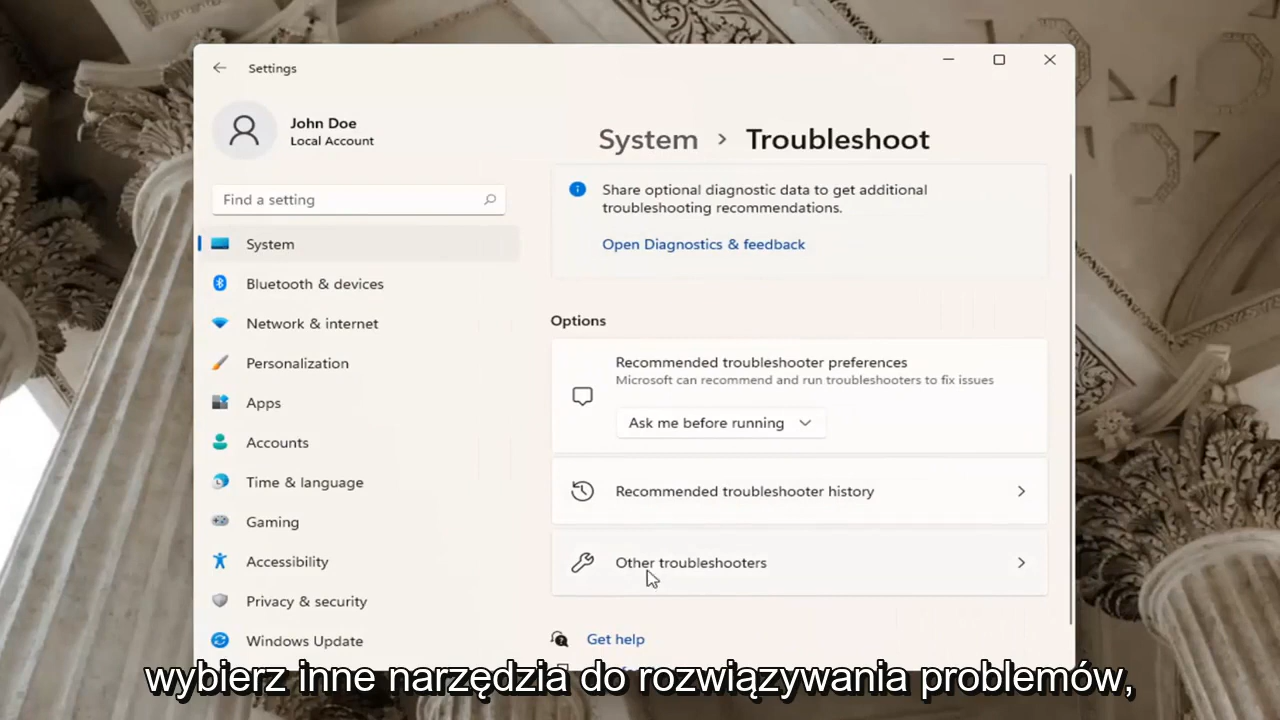 Settings
John Doe
Local Account
Find a setting
System
Bluetooth & devices
Network & internet
Personalization
Apps
Accounts
Time & language
Gaming
Accessibility
Privacy & security
Windows Update
System > Troubleshoot
Share optional diagnostic data to get additional
troubleshooting recommendations.
Open Diagnostics & feedback
Options
Recommended troubleshooter preferences
Microsoft can recommend and run troubleshooters to fix issues
Ask me before running
Recommended troubleshooter history
Other troubleshooters
Get help
wybierz inne narzędzia do rozwiązywania problemów,